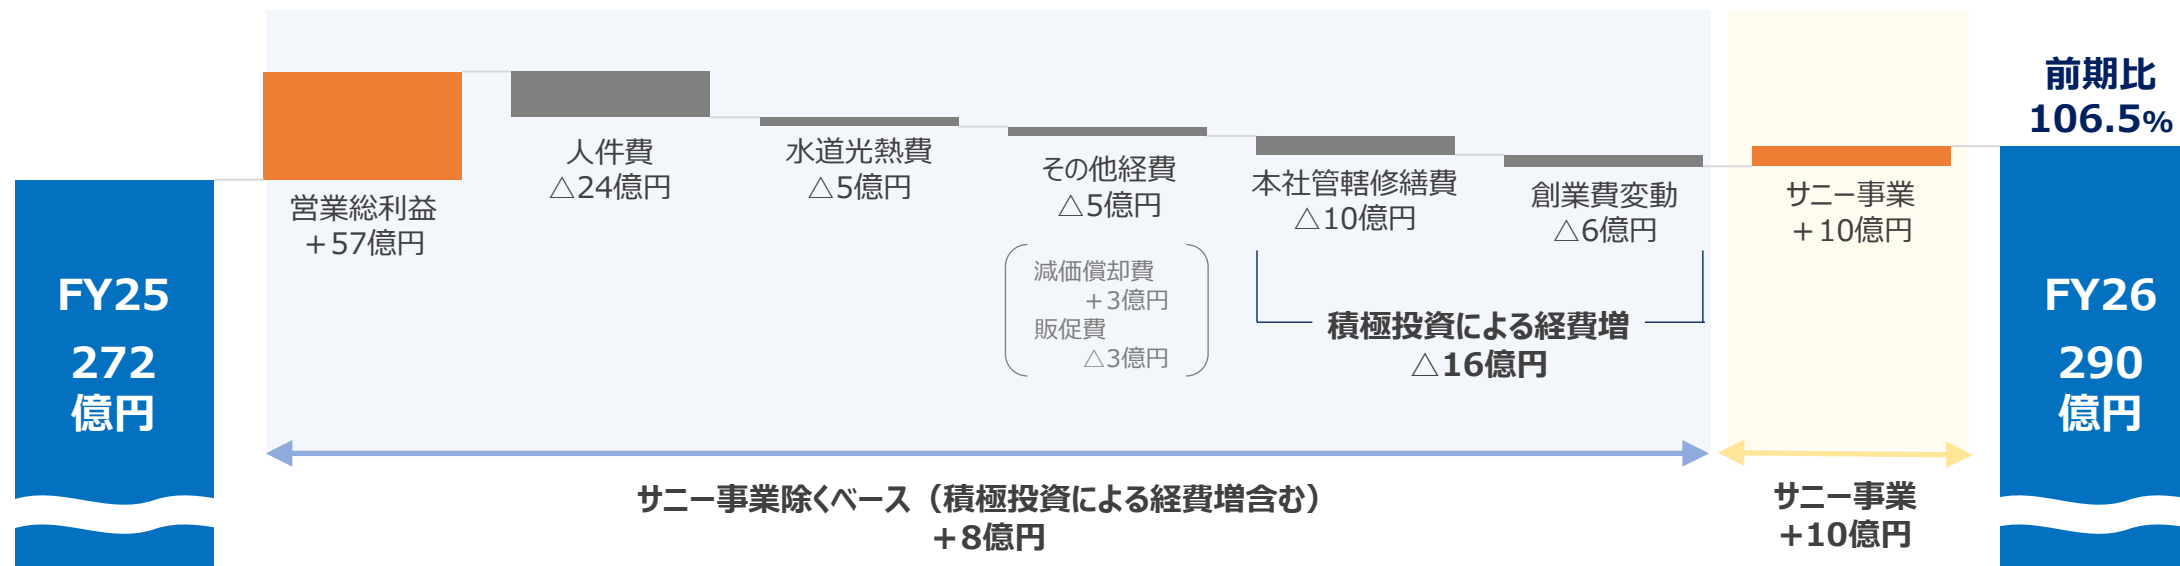 FY25
272
億円
営業総利益
＋57億円
人件費
△24億円
水道光熱費
△5億円
その他経費
△5億円
減価償却費
＋3億円
販促費
△3億円
本社管轄修繕費
△10億円
創業費変動
△6億円
積極投資による経費増
△16億円
サニー事業
＋10億円
前期比
106.5%
FY26
290
億円
サニー事業除くベース（積極投資による経費増含む）
＋8億円
サニー事業
+10億円